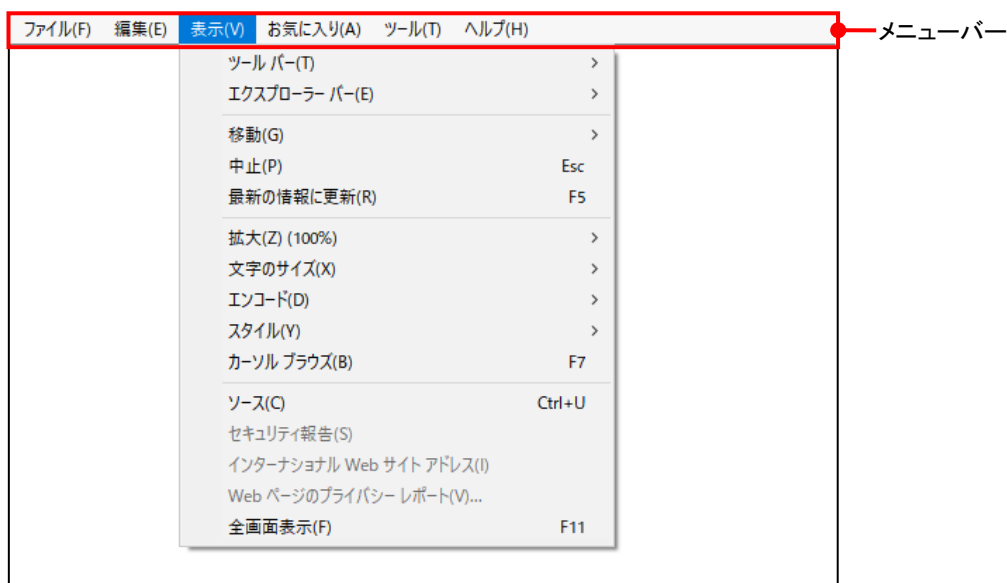 ファイル(F) 編集(E) 表示(V) お気に入り(A) ツール(T) ヘルプ(H) メニューバー
ツール バー(T) >
エクスプローラー バー(E) >
移動(G) >
中止(P) Esc
最新の情報に更新(R) F5
拡大(Z) (100%) >
文字のサイズ(X) >
エンコード(D) >
スタイル(Y) >
カーソル ブラウズ(B) F7
ソース(C) Ctrl+U
セキュリティ報告(S)
インターナショナル Web サイト アドレス(I)
Web ページのプライバシー レポート(V)...
全画面表示(F) F11